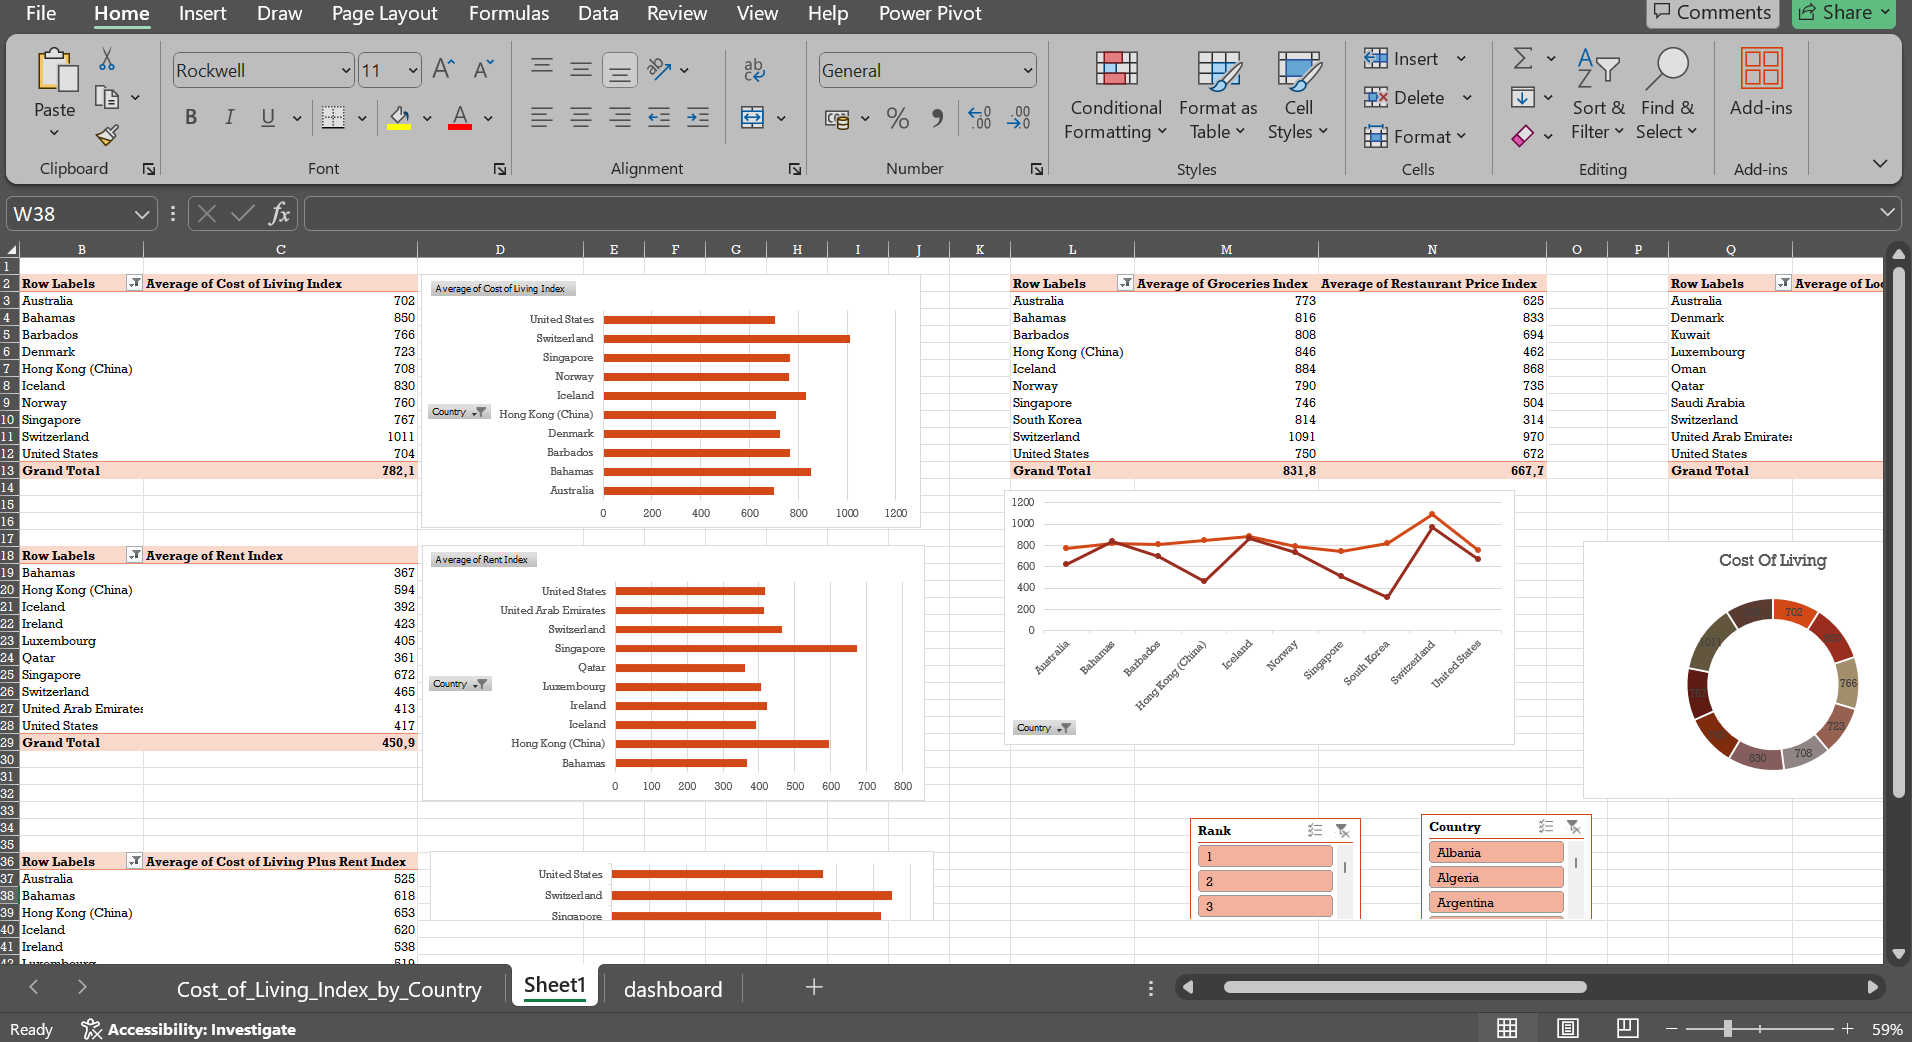 File Home Insert Draw Page Layout Formulas Data Review View Help Power Pivot Comments Share
Rockwell 11 General
Paste
Conditional Formatting Format as Table Cell Styles
Insert
Delete
Format
Sort & Filter Find & Select
Add-ins
Clipboard Font Alignment Number Styles Cells Editing Add-ins
W38 fx
B C D E F G H I J K L M N O P Q
1
2 Row Labels Average of Cost of Living Index
3 Australia 702
4 Bahamas 850
5 Barbados 766
6 Denmark 723
7 Hong Kong (China) 708
8 Iceland 830
9 Norway 760
10 Singapore 767
11 Switzerland 1011
12 United States 704
13 Grand Total 782,1
14
15
16
17
18 Row Labels Average of Rent Index
19 Bahamas 367
20 Hong Kong (China) 594
21 Iceland 392
22 Ireland 423
23 Luxembourg 405
24 Qatar 361
25 Singapore 672
26 Switzerland 465
27 United Arab Emirates 413
28 United States 417
29 Grand Total 450,9
30
31
32
33
34
35
36 Row Labels Average of Cost of Living Plus Rent Index
37 Australia 525
38 Bahamas 618
39 Hong Kong (China) 653
40 Iceland 620
41 Ireland 538
42 Luxembourg 519
Average of Cost of Living Index
United States
Switzerland
Singapore
Norway
Iceland
Hong Kong (China)
Denmark
Barbados
Bahamas
Australia
Country
0 200 400 600 800 1000 1200
Average of Rent Index
United States
United Arab Emirates
Switzerland
Singapore
Qatar
Luxembourg
Ireland
Iceland
Hong Kong (China)
Bahamas
Country
0 100 200 300 400 500 600 700 800
United States
Switzerland
Singapore
Row Labels Average of Groceries Index Average of Restaurant Price Index
Australia 773 625
Bahamas 816 833
Barbados 808 694
Hong Kong (China) 846 462
Iceland 884 868
Norway 790 735
Singapore 746 504
South Korea 814 314
Switzerland 1091 970
United States 750 672
Grand Total 831,8 667,7
1200
1000
800
600
400
200
0
Australia Bahamas Barbados Hong Kong (China) Iceland Norway Singapore South Korea Switzerland United States
Country
Row Labels Average of Loc
Australia
Denmark
Kuwait
Luxembourg
Oman
Qatar
Saudi Arabia
Switzerland
United Arab Emirates
United States
Grand Total
Cost Of Living
702
766
723
708
830
767
1011
Rank
1
2
3
Country
Albania
Algeria
Argentina
Cost_of_Living_Index_by_Country Sheet1 dashboard
Ready Accessibility: Investigate 59%